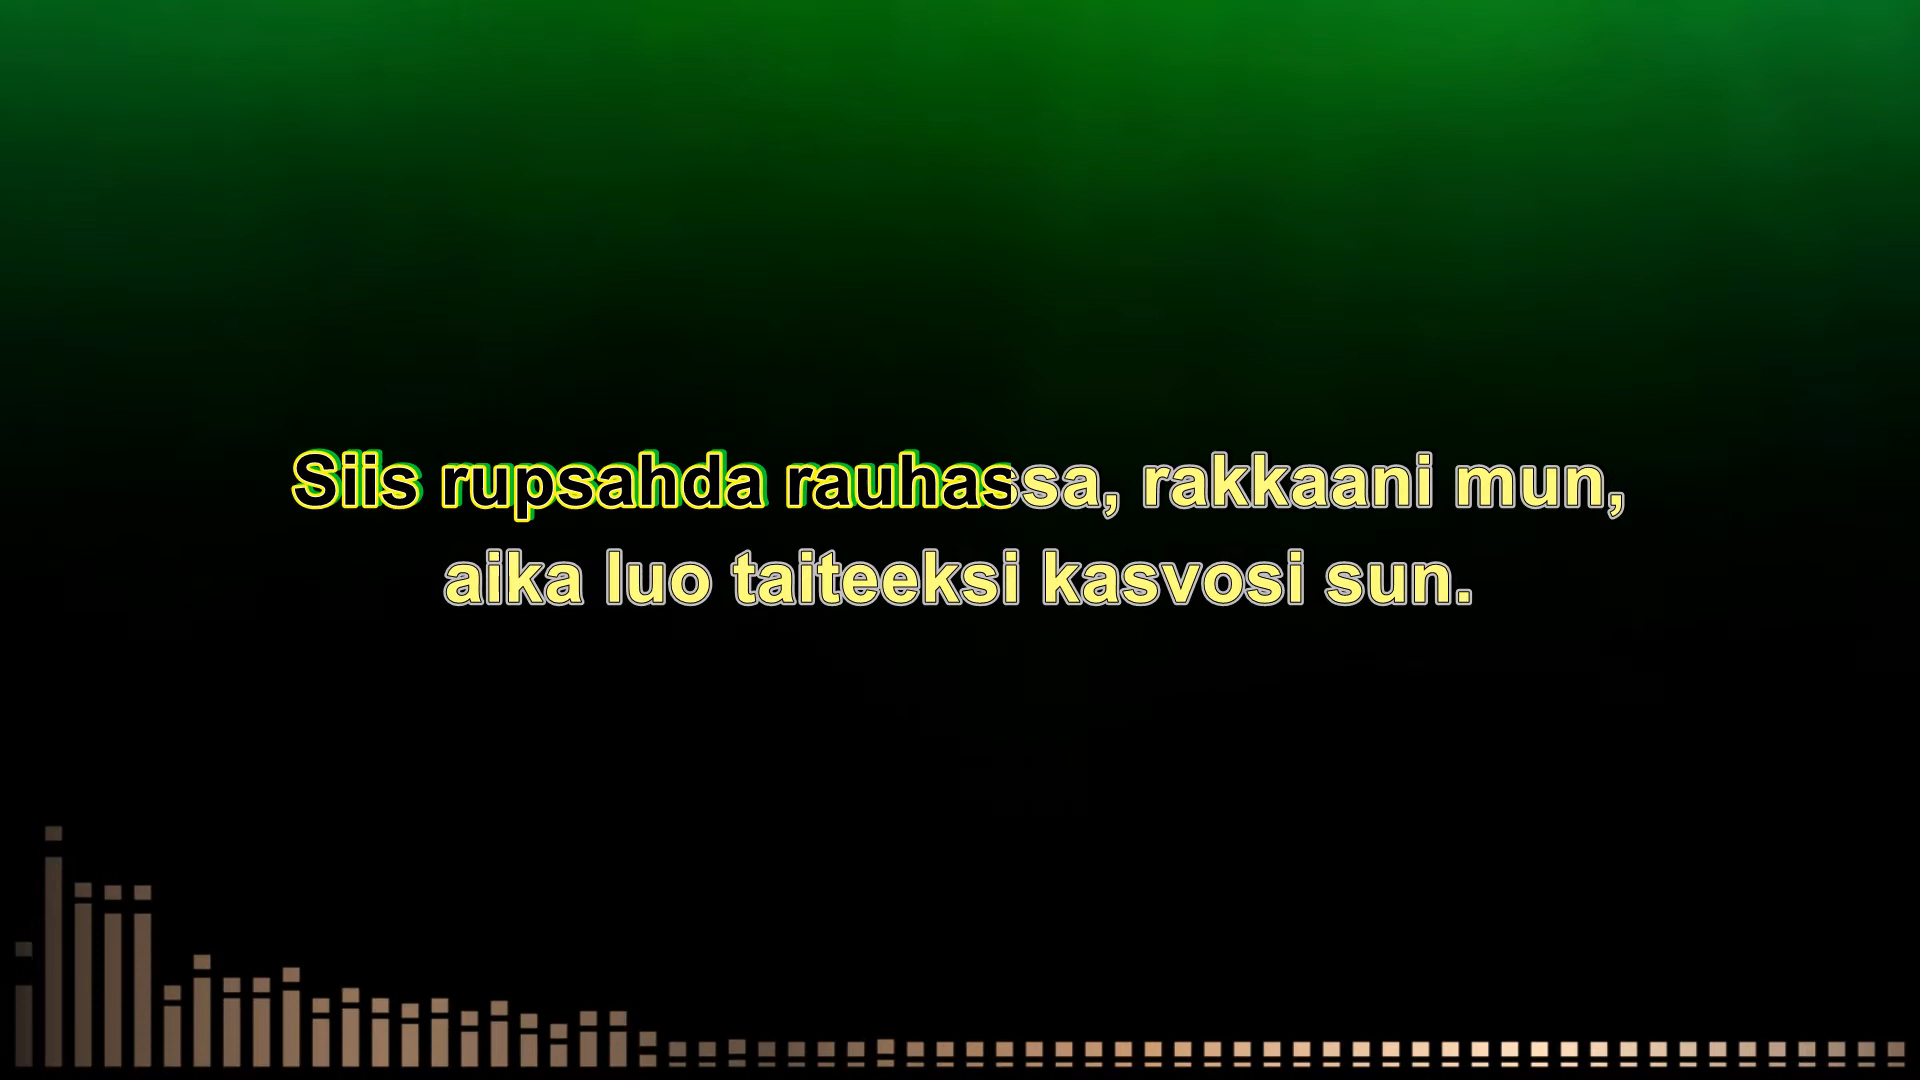 Siis rupsahda rauhassa, rakkaani mun,
aika luo taiteeksi kasvosi sun.